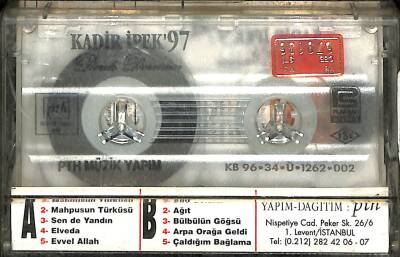 KADİR İPEK'97
PTH MÜZİK YAPIM
KB 96·34·Ü·1262·002
A
2- Mahpusun Türküsü
3- Sen de Yandın
4- Elveda
5- Evvel Allah
B
2- Ağıt
3- Bülbülün Göğsü
4- Arpa Orağa Geldi
5- Çaldığım Bağlama
YAPIM-DAĞITIM : pth
Nispetiye Cad. Peker Sk. 26/6
1. Levent/İSTANBUL
Tel: (0.212) 282 42 06 - 07